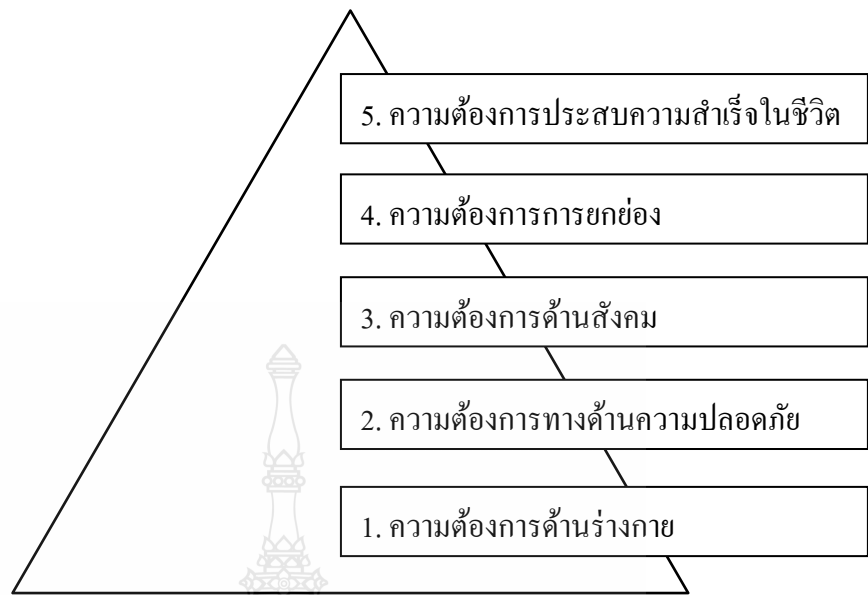 5. ความต้องการประสบความสำเร็จในชีวิต
4. ความต้องการการยกย่อง
3. ความต้องการด้านสังคม
2. ความต้องการทางด้านความปลอดภัย
1. ความต้องการด้านร่างกาย